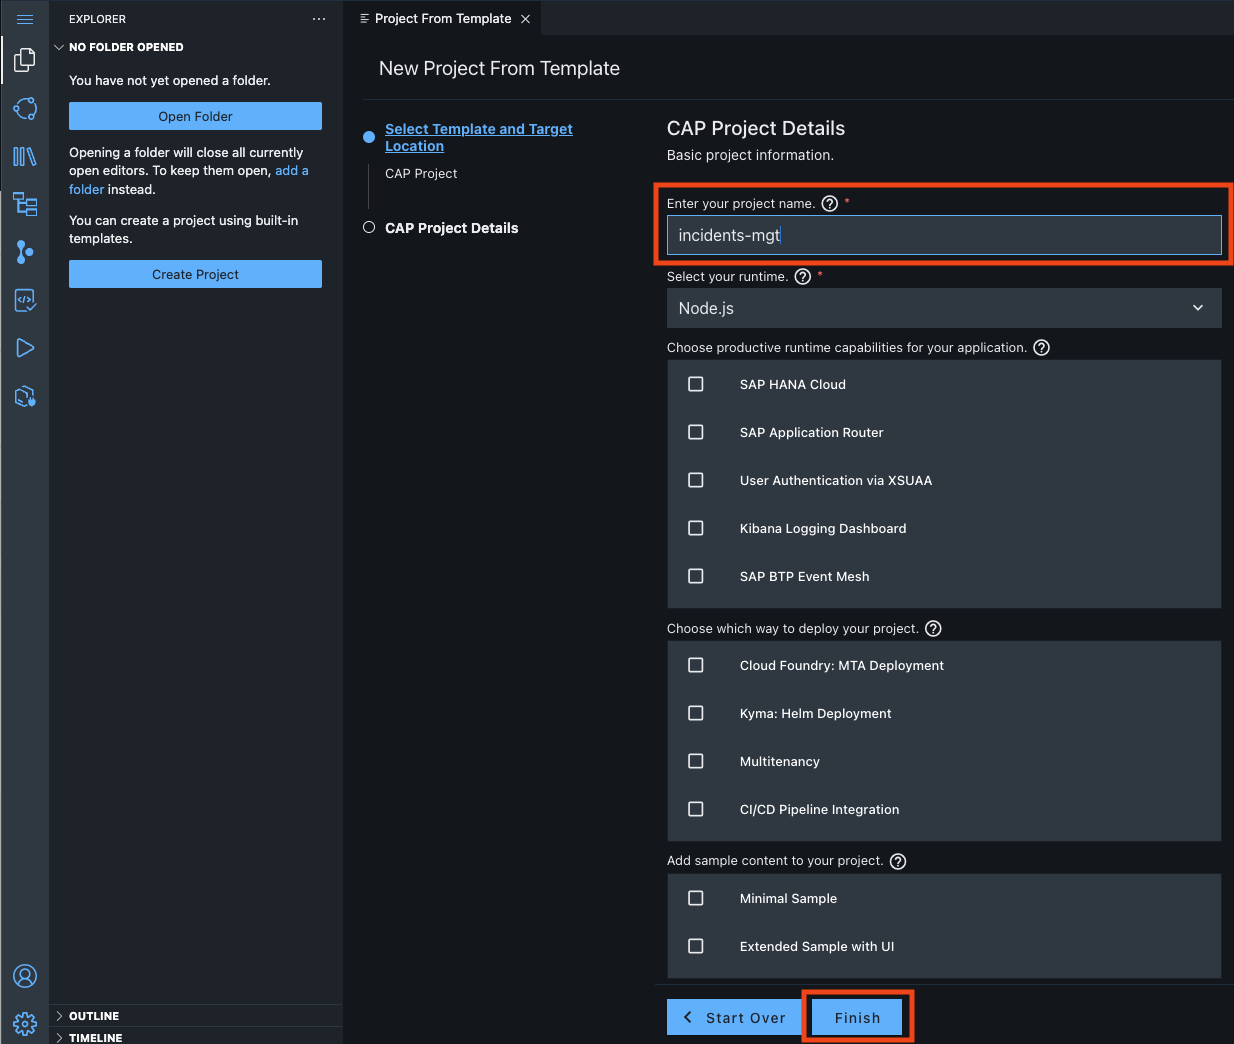 EXPLORER
NO FOLDER OPENED
You have not yet opened a folder.
Open Folder
Opening a folder will close all currently
open editors. To keep them open, add a
folder instead.
You can create a project using built-in
templates.
Create Project
OUTLINE
TIMELINE
Project From Template
New Project From Template
Select Template and Target
Location
CAP Project
CAP Project Details
CAP Project Details
Basic project information.
Enter your project name. *
incidents-mgt
Select your runtime. *
Node.js
Choose productive runtime capabilities for your application.
SAP HANA Cloud
SAP Application Router
User Authentication via XSUAA
Kibana Logging Dashboard
SAP BTP Event Mesh
Choose which way to deploy your project.
Cloud Foundry: MTA Deployment
Kyma: Helm Deployment
Multitenancy
CI/CD Pipeline Integration
Add sample content to your project.
Minimal Sample
Extended Sample with UI
Start Over
Finish